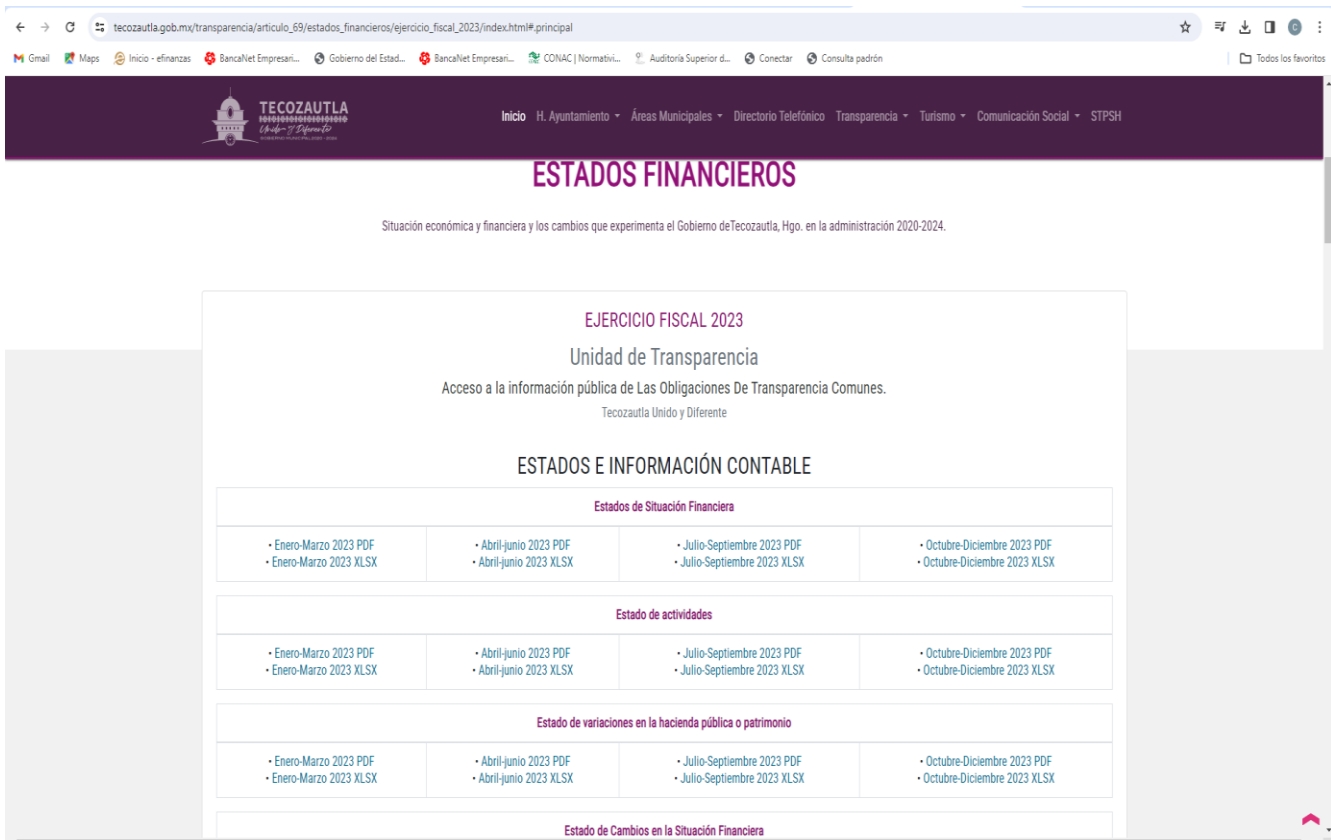 tecozautla.gob.mx/transparencia/articulo_69/estados_financieros/ejercicio_fiscal_2023/index.html#.principal
Gmail Maps Inicio - efinanzas BancaNet Empresari... Gobierno del Estad... BancaNet Empresari... CONAC | Normativi... Auditoría Superior d... Conectar Consulta padrón Todos los favoritos
TECOZAUTLA
Unido y Diferente
Inicio H. Ayuntamiento Áreas Municipales Directorio Telefónico Transparencia Turismo Comunicación Social STPSH
ESTADOS FINANCIEROS
Situación económica y financiera y los cambios que experimenta el Gobierno deTecozautla, Hgo. en la administración 2020-2024.
EJERCICIO FISCAL 2023
Unidad de Transparencia
Acceso a la información pública de Las Obligaciones De Transparencia Comunes.
Tecozautla Unido y Diferente
ESTADOS E INFORMACIÓN CONTABLE
Estados de Situación Financiera
• Enero-Marzo 2023 PDF • Abril-junio 2023 PDF • Julio-Septiembre 2023 PDF • Octubre-Diciembre 2023 PDF
• Enero-Marzo 2023 XLSX • Abril-junio 2023 XLSX • Julio-Septiembre 2023 XLSX • Octubre-Diciembre 2023 XLSX
Estado de actividades
• Enero-Marzo 2023 PDF • Abril-junio 2023 PDF • Julio-Septiembre 2023 PDF • Octubre-Diciembre 2023 PDF
• Enero-Marzo 2023 XLSX • Abril-junio 2023 XLSX • Julio-Septiembre 2023 XLSX • Octubre-Diciembre 2023 XLSX
Estado de variaciones en la hacienda pública o patrimonio
• Enero-Marzo 2023 PDF • Abril-junio 2023 PDF • Julio-Septiembre 2023 PDF • Octubre-Diciembre 2023 PDF
• Enero-Marzo 2023 XLSX • Abril-junio 2023 XLSX • Julio-Septiembre 2023 XLSX • Octubre-Diciembre 2023 XLSX
Estado de Cambios en la Situación Financiera